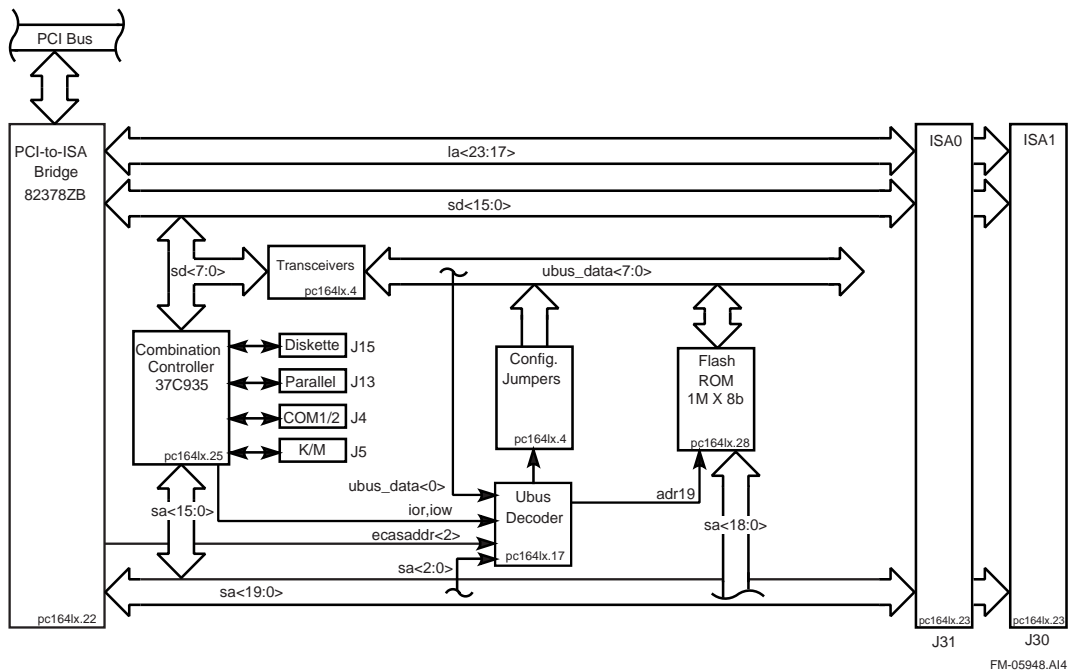 PCI Bus
PCI-to-ISA
Bridge
82378ZB
pc164lx.22
la<23:17>
sd<15:0>
ISA0
pc164lx.23
J31
ISA1
pc164lx.23
J30
sd<7:0>
Transceivers
pc164lx.4
ubus_data<7:0>
Combination
Controller
37C935
pc164lx.25
Diskette
J15
Parallel
J13
COM1/2
J4
K/M
J5
Config.
Jumpers
pc164lx.4
Flash
ROM
1M X 8b
pc164lx.28
ubus_data<0>
ior,iow
ecasaddr<2>
sa<2:0>
Ubus
Decoder
pc164lx.17
adr19
sa<15:0>
sa<18:0>
sa<19:0>
FM-05948.AI4